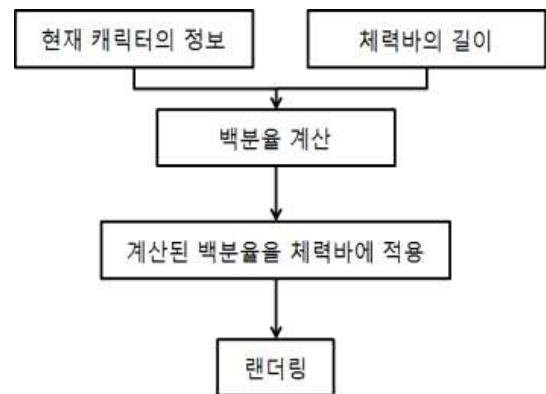 현재 캐릭터의 정보
체력바의 길이
백분율 계산
계산된 백분율을 체력바에 적용
랜더링